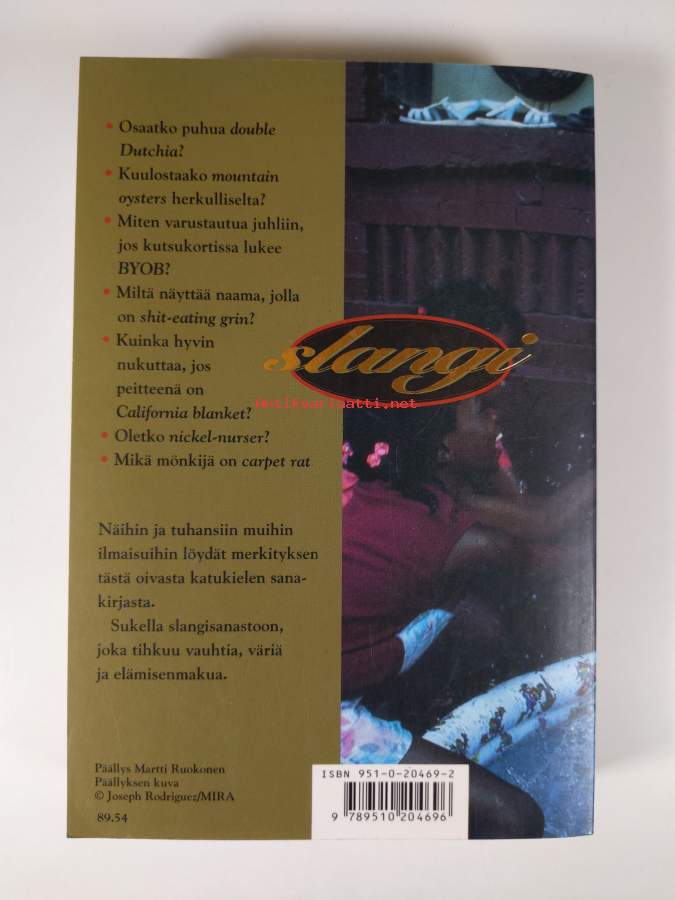 • Osaatko puhua double
Dutchia?
• Kuulostaako mountain
oysters herkulliselta?
• Miten varustautua juhliin,
jos kutsukortissa lukee
BYOB?
• Miltä näyttää naama, jolla
on shit-eating grin?
• Kuinka hyvin
nukuttaa, jos
peitteenä on
California blanket?
• Oletko nickel-nurser?
• Mikä mönkijä on carpet rat
slangi
antikvariaatti.net
Näihin ja tuhansiin muihin
ilmaisuihin löydät merkityksen
tästä oivasta katukielen sana-
kirjasta.
Sukella slangisanastoon,
joka tihkuu vauhtia, väriä
ja elämisenmakua.
Päällys Martti Ruokonen
Päällyksen kuva
© Joseph Rodriguez/MIRA
89.54
ISBN 951-0-20469-2
9 789510 204696